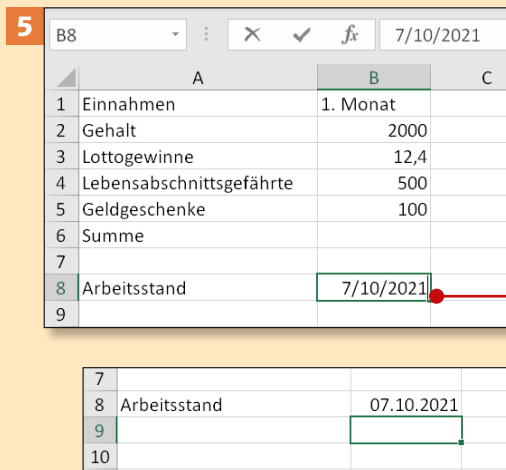 5
B8 fx 7/10/2021
A B C
1 Einnahmen 1. Monat
2 Gehalt 2000
3 Lottogewinne 12,4
4 Lebensabschnittsgefährte 500
5 Geldgeschenke 100
6 Summe
7
8 Arbeitsstand 7/10/2021
9
7
8 Arbeitsstand 07.10.2021
9
10